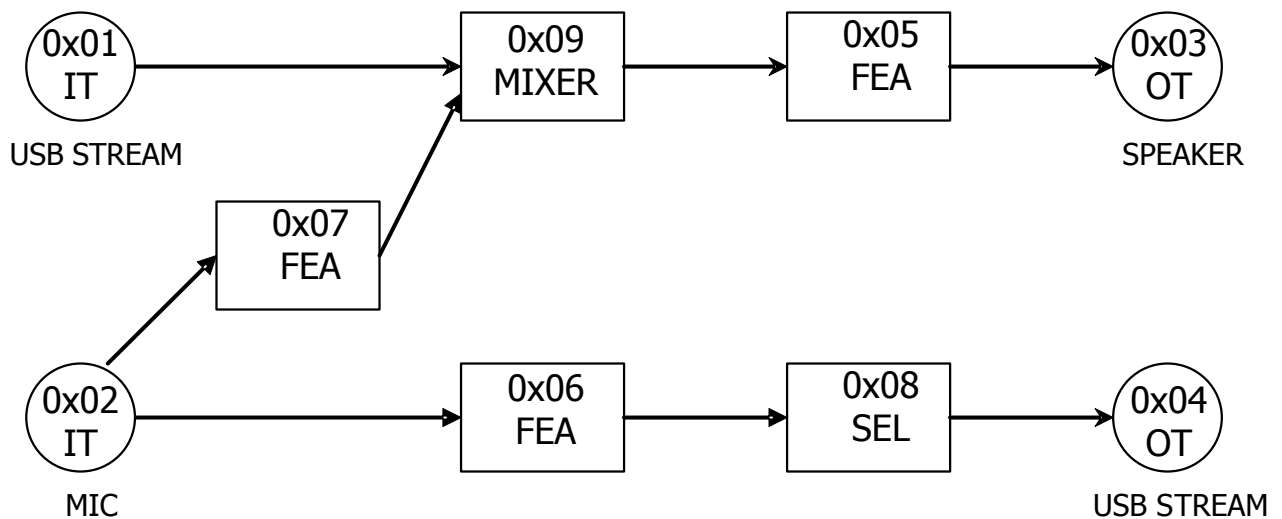 0x01
IT
USB STREAM
0x09
MIXER
0x05
FEA
0x03
OT
SPEAKER
0x07
FEA
0x02
IT
MIC
0x06
FEA
0x08
SEL
0x04
OT
USB STREAM